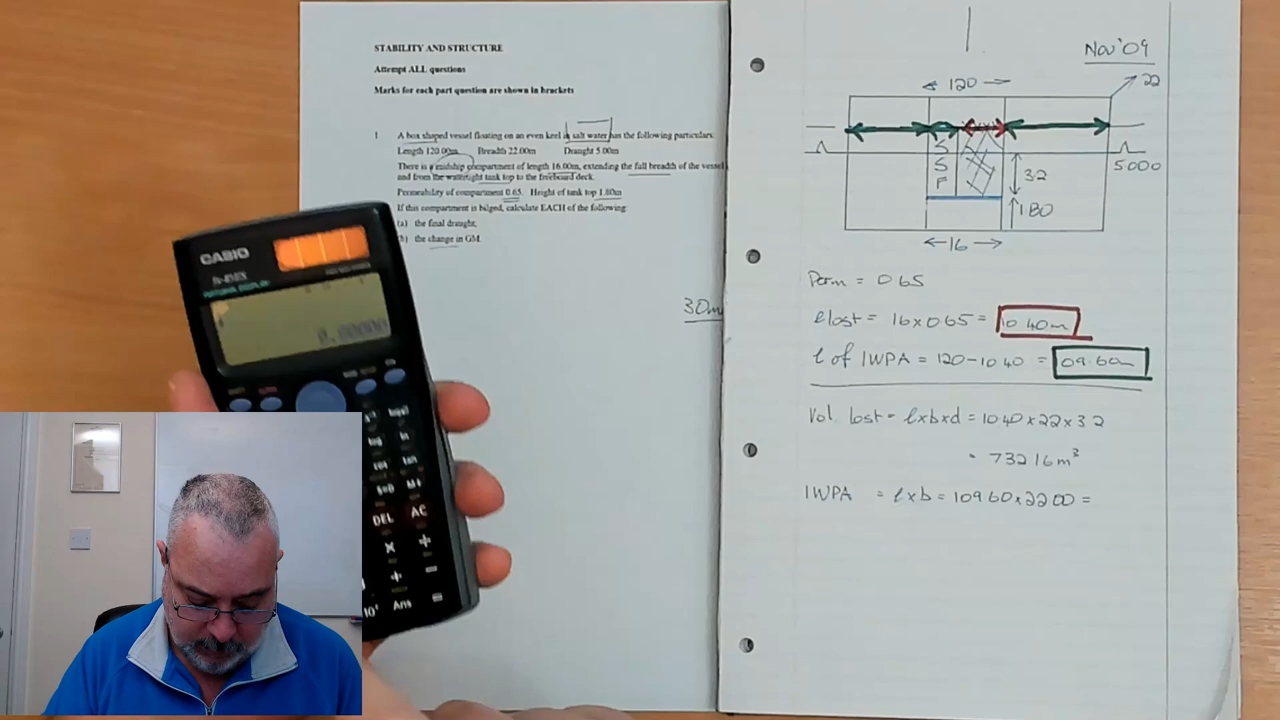 STABILITY AND STRUCTURE
Attempt ALL questions
Marks for each part question are shown in brackets
1 A box shaped vessel floating on an even keel in salt water has the following particulars:
Length 120.00m Breadth 22.00m Draught 5.00m
There is a midship compartment of length 16.00m, extending the full breadth of the vessel
and from the watertight tank top to the freeboard deck.
Permeability of compartment 0.65. Height of tank top 1.80m
If this compartment is bilged, calculate EACH of the following:
(a) the final draught;
the change in GM.
30m
CASIO
0.00000
DEL AC
Ans
Nov'09
120
22
S
S
F
3.2
5.000
1.80
16
Perm = 0.65
l lost = 16 x 0.65 = 10.40m
l of IWPA = 120 - 10.40 = 109.60m
Vol. lost = l x b x d = 10.40 x 22 x 3.2
= 732.16m³
IWPA = l x b = 109.60 x 22.00 =